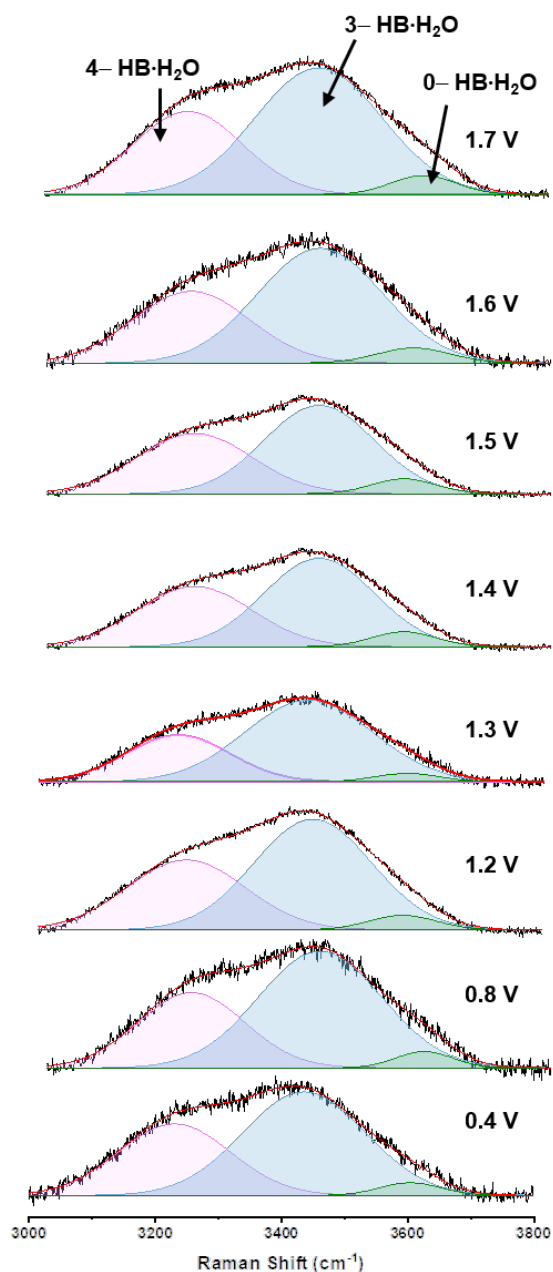 3– HB·H₂O
4– HB·H₂O
0– HB·H₂O
1.7 V
1.6 V
1.5 V
1.4 V
1.3 V
1.2 V
0.8 V
0.4 V
3000 3200 3400 3600 3800
Raman Shift (cm⁻¹)